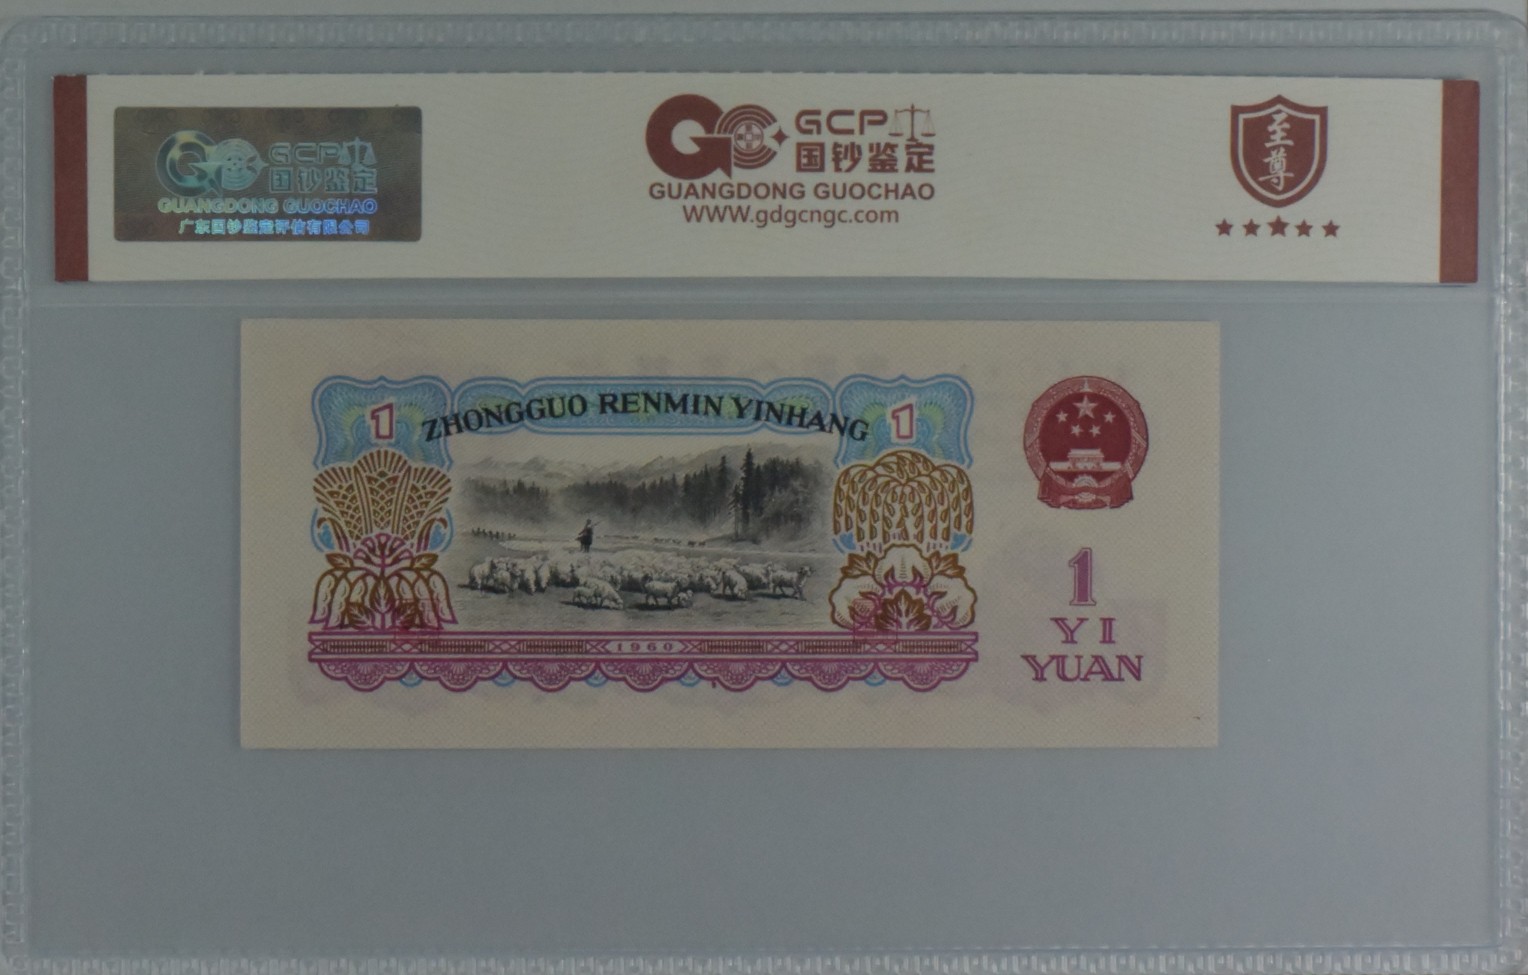 GCP
国钞鉴定
GUANGDONG GUOCHAO
广东国钞鉴定评估有限公司
GC GCP
国钞鉴定
GUANGDONG GUOCHAO
WWW.gdgcngc.com
至尊
1 ZHONGGUO RENMIN YINHANG 1
1960
1
YI
YUAN